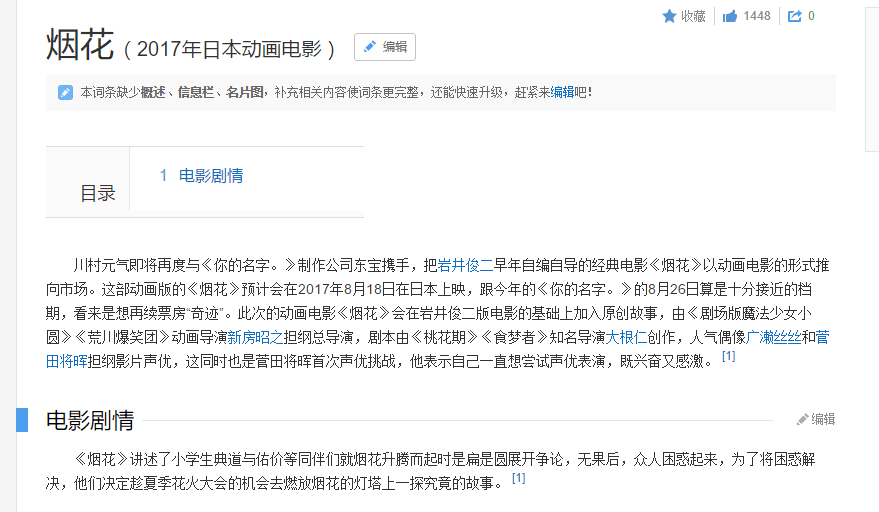 收藏 1448 0
烟花（2017年日本动画电影） 编辑
本词条缺少概述、信息栏、名片图，补充相关内容使词条更完整，还能快速升级，赶紧来编辑吧！
目录
1 电影剧情
川村元气即将再度与《你的名字。》制作公司东宝携手，把岩井俊二早年自编自导的经典电影《烟花》以动画电影的形式推
向市场。这部动画版的《烟花》预计会在2017年8月18日在日本上映，跟今年的《你的名字。》的8月26日算是十分接近的档
期，看来是想再续票房“奇迹”。此次的动画电影《烟花》会在岩井俊二版电影的基础上加入原创故事，由《剧场版魔法少女小
圆》《荒川爆笑团》动画导演新房昭之担纲总导演，剧本由《桃花期》《食梦者》知名导演大根仁创作，人气偶像广濑丝丝和菅
田将晖担纲影片声优，这同时也是菅田将晖首次声优挑战，他表示自己一直想尝试声优表演，既兴奋又感激。 [1]
电影剧情 编辑
《烟花》讲述了小学生典道与佑价等同伴们就烟花升腾而起时是扁是圆展开争论，无果后，众人困惑起来，为了将困惑解
决，他们决定趁夏季花火大会的机会去燃放烟花的灯塔上一探究竟的故事。 [1]